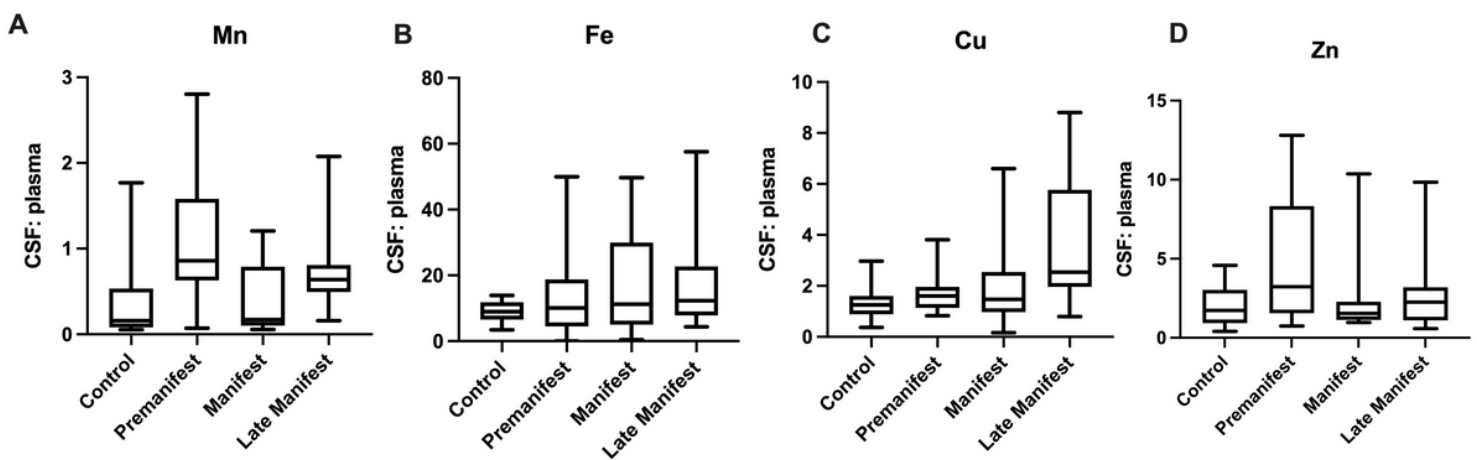 A
Mn
3
2
1
0
CSF: plasma
Control
Premanifest
Manifest
Late Manifest
B
Fe
80
60
40
20
0
CSF: plasma
Control
Premanifest
Manifest
Late Manifest
C
Cu
10
8
6
4
2
0
CSF: plasma
Control
Premanifest
Manifest
Late Manifest
D
Zn
15
10
5
0
CSF: plasma
Control
Premanifest
Manifest
Late Manifest